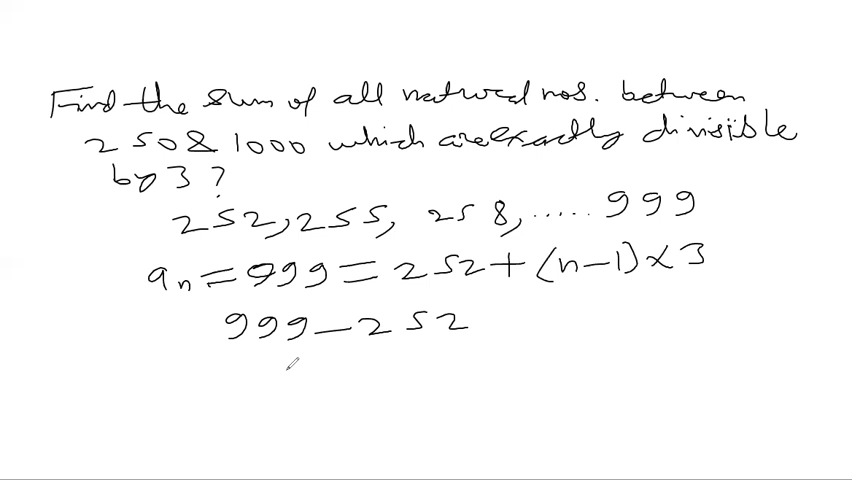 Find the sum of all natural nos. between
250 & 1000 which are exactly divisible
by 3 ?
252, 255, 258, ..... 999
an = 999 = 252 + (n-1) × 3
999 - 252